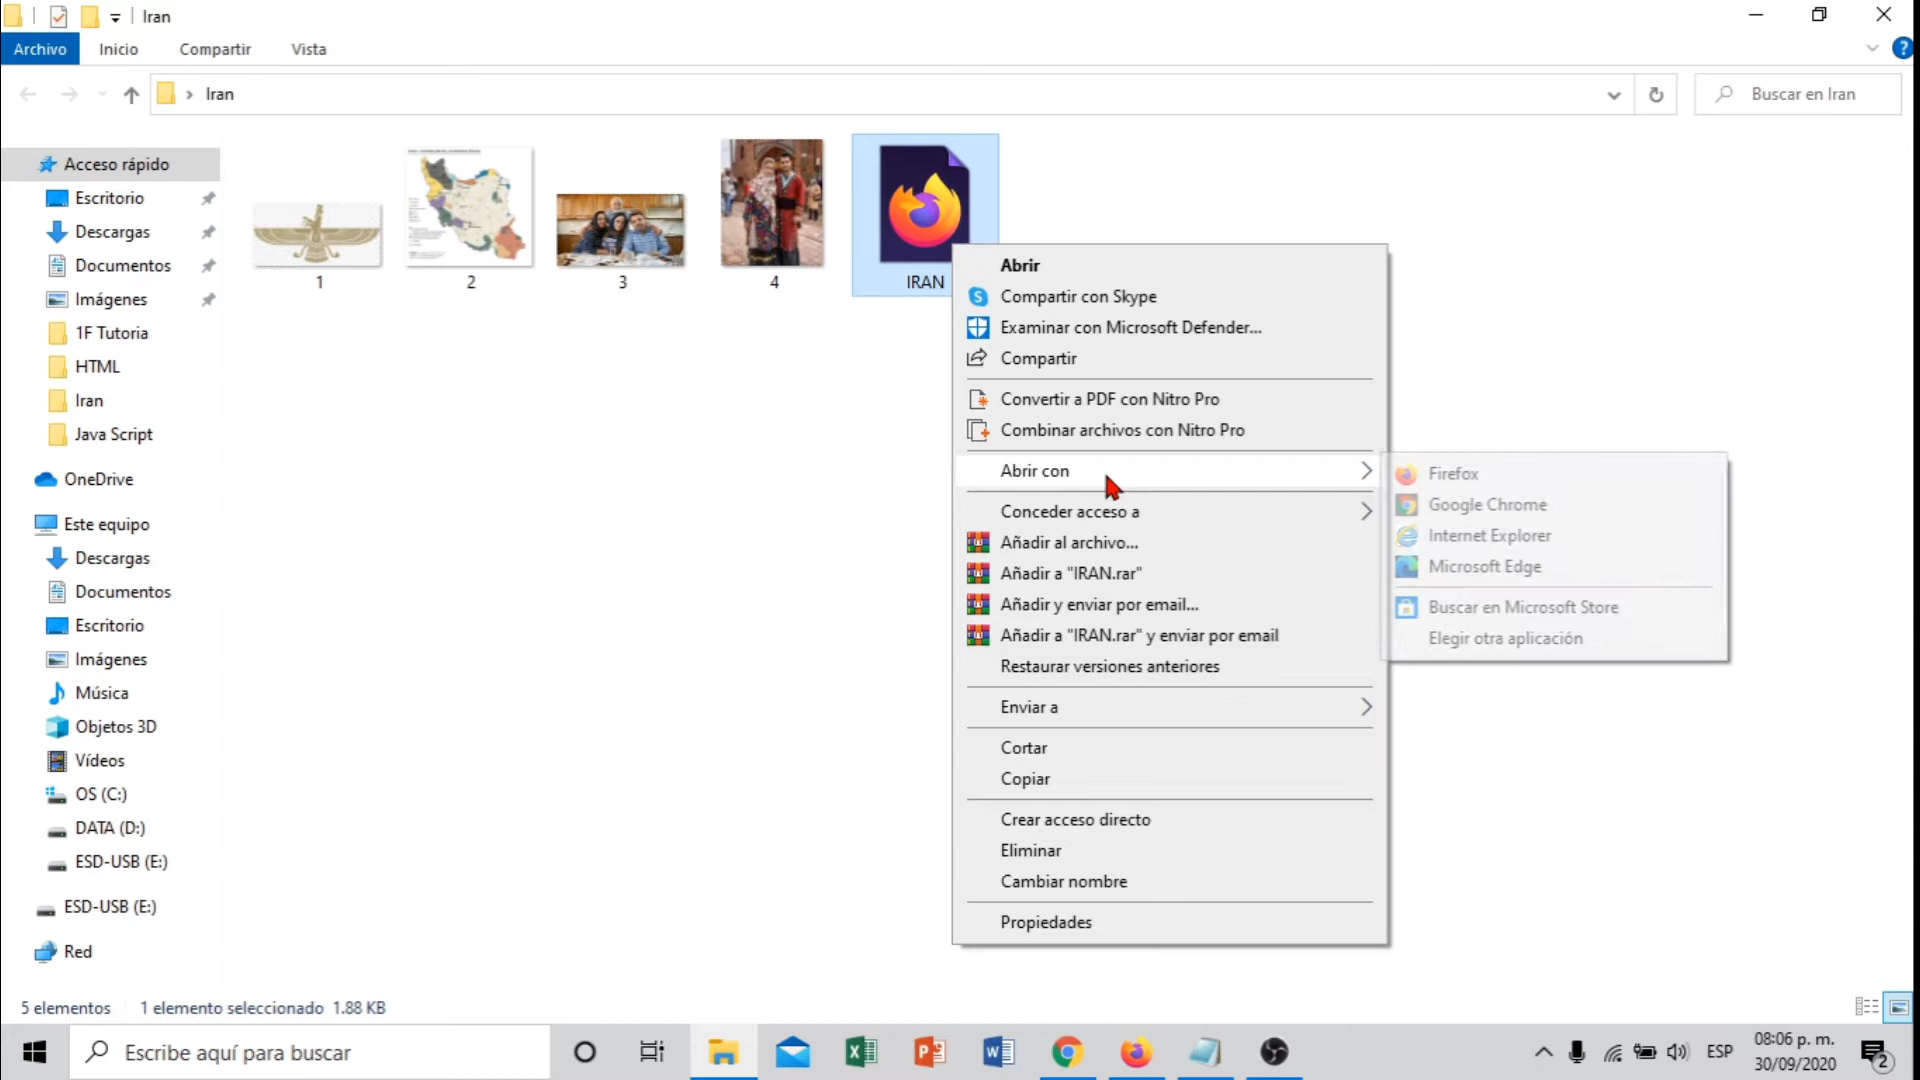 Iran
Archivo
Inicio
Compartir
Vista
?
Iran
Buscar en Iran
Acceso rápido
Escritorio
Descargas
Documentos
Imágenes
1F Tutoria
HTML
Iran
Java Script
OneDrive
Este equipo
Descargas
Documentos
Escritorio
Imágenes
Música
Objetos 3D
Vídeos
OS (C:)
DATA (D:)
ESD-USB (E:)
ESD-USB (E:)
Red
1
2
3
4
IRAN
Abrir
Compartir con Skype
Examinar con Microsoft Defender...
Compartir
Convertir a PDF con Nitro Pro
Combinar archivos con Nitro Pro
Abrir con
Conceder acceso a
Añadir al archivo...
Añadir a "IRAN.rar"
Añadir y enviar por email...
Añadir a "IRAN.rar" y enviar por email
Restaurar versiones anteriores
Enviar a
Cortar
Copiar
Crear acceso directo
Eliminar
Cambiar nombre
Propiedades
Firefox
Google Chrome
Internet Explorer
Microsoft Edge
Buscar en Microsoft Store
Elegir otra aplicación
5 elementos
1 elemento seleccionado 1.88 KB
Escribe aquí para buscar
ESP
08:06 p. m.
30/09/2020
2